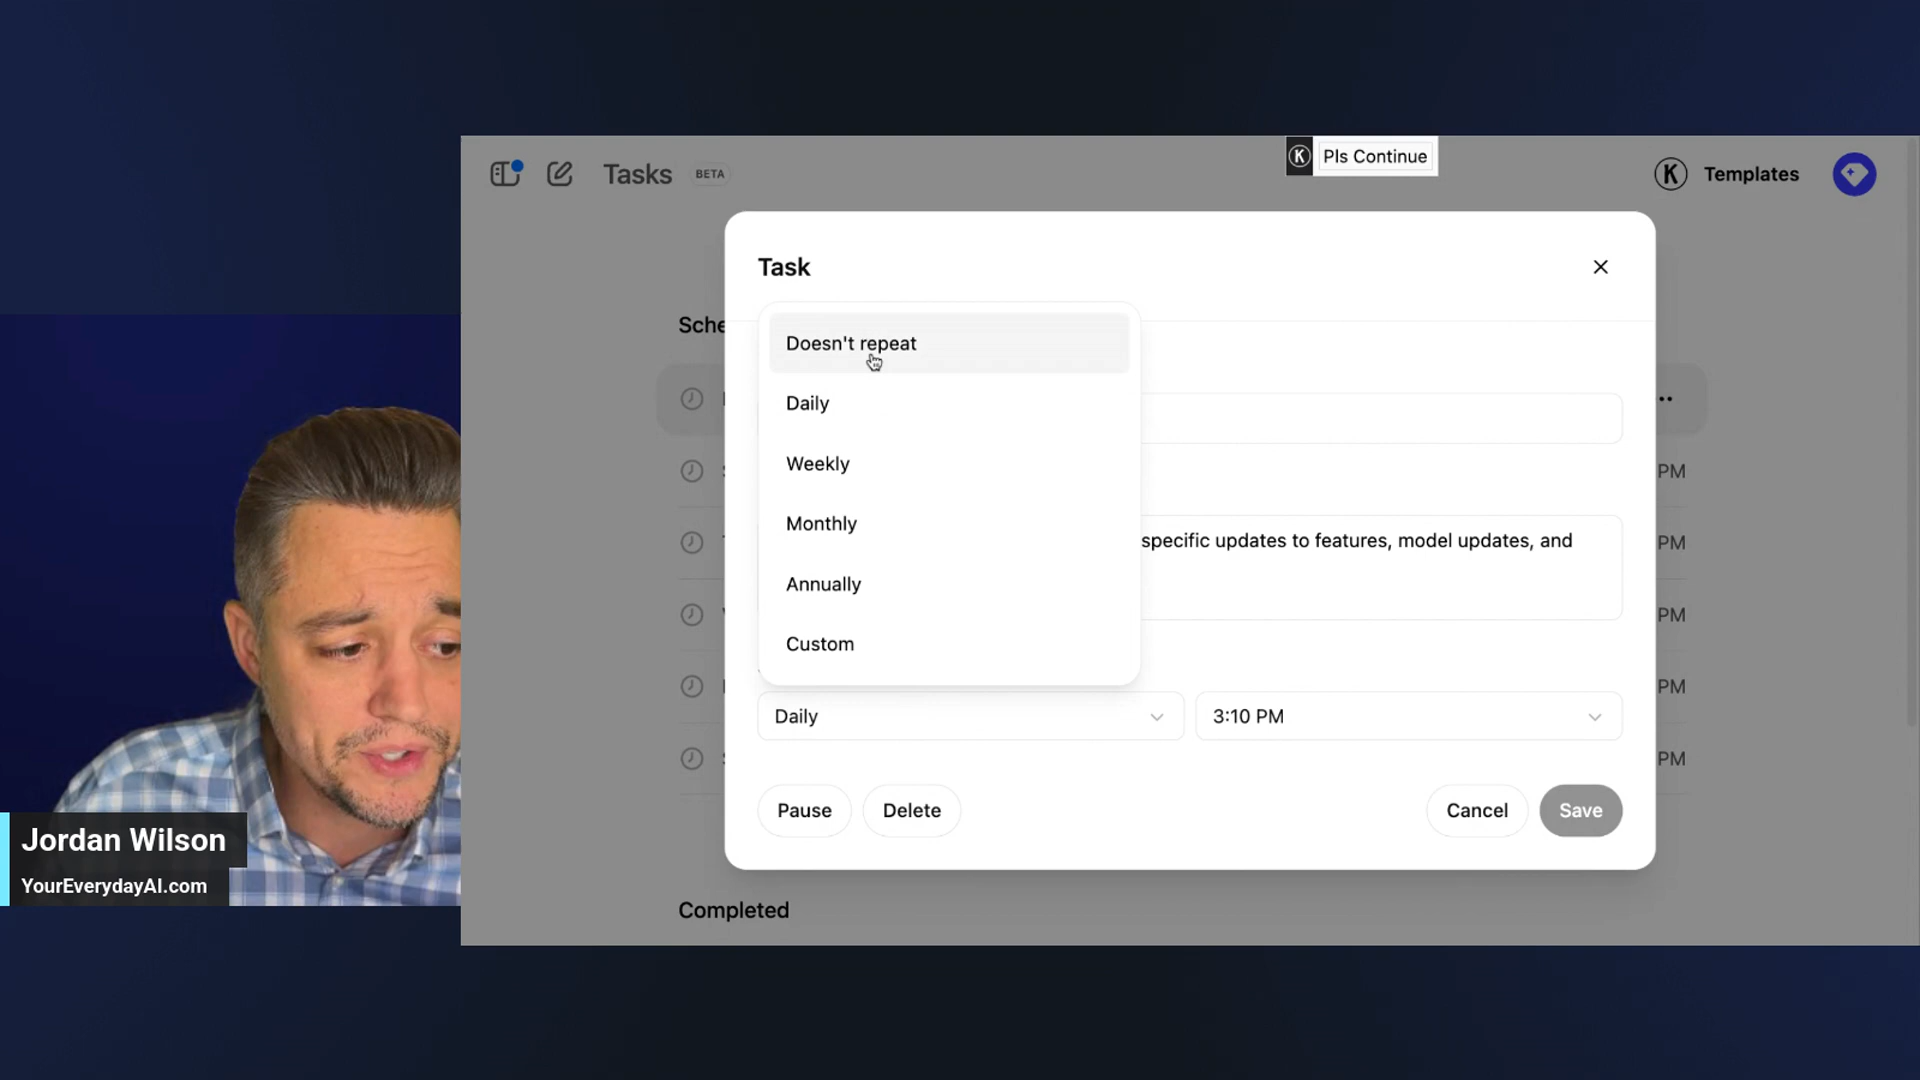 Tasks BETA
K Pls Continue
K Templates
Task
Sche
Doesn't repeat
Daily
Weekly
PM
Monthly
specific updates to features, model updates, and
PM
Annually
PM
Custom
PM
Daily
3:10 PM
PM
Pause
Delete
Cancel
Save
Completed
Jordan Wilson
YourEverydayAI.com